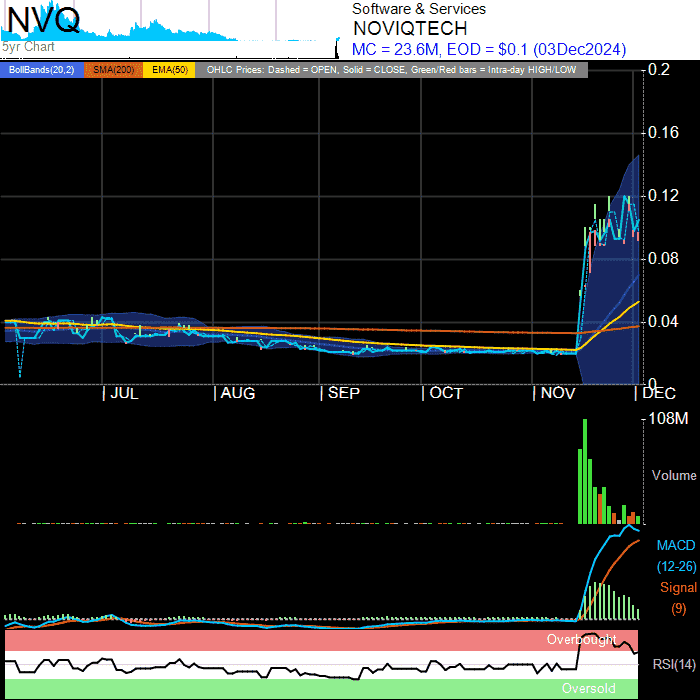 NVQ
5yr Chart
Software & Services
NOVIQTECH
MC = 23.6M, EOD = $0.1 (03Dec2024)
BollBands(20,2) SMA(200) EMA(50) OHLC Prices: Dashed = OPEN, Solid = CLOSE, Green/Red bars = Intra-day HIGH/LOW
0.2
0.16
0.12
0.08
0.04
0
| JUL | AUG | SEP | OCT | NOV | DEC
108M
Volume
MACD
(12-26)
Signal
(9)
Overbought
RSI(14)
Oversold